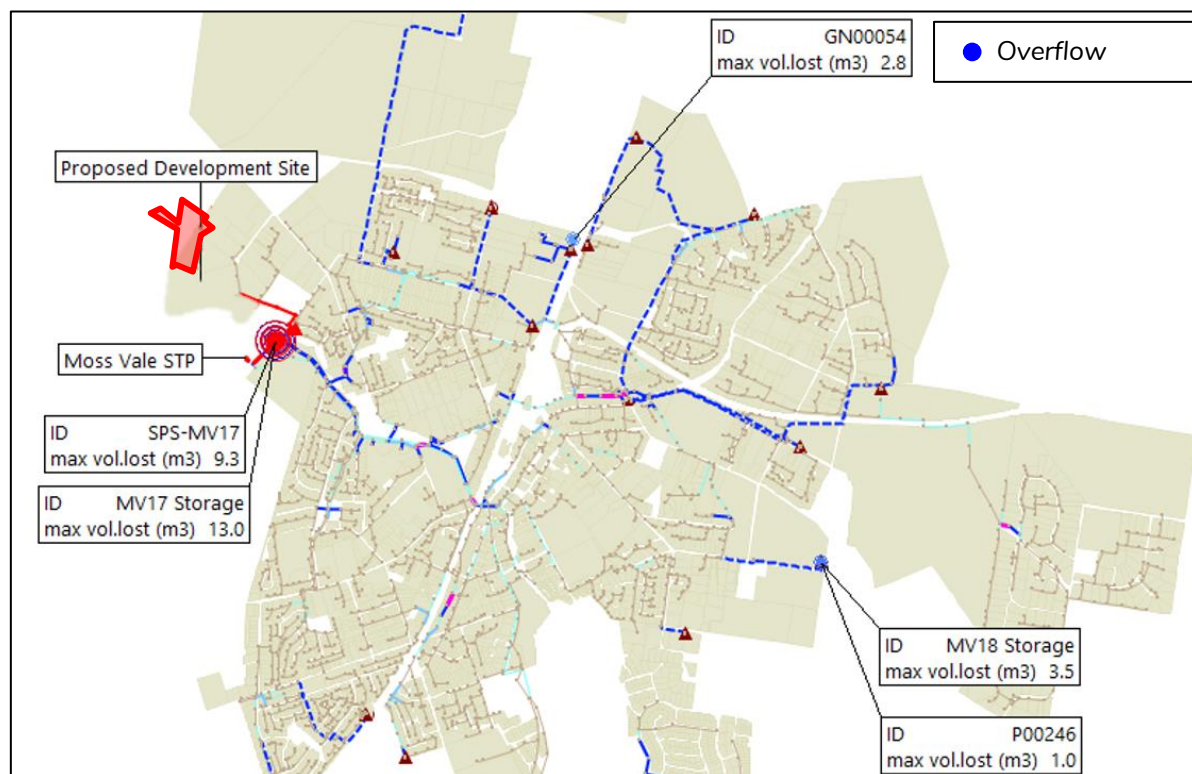 ID GN00054
max vol.lost (m3) 2.8
Overflow
Proposed Development Site
Moss Vale STP
ID SPS-MV17
max vol.lost (m3) 9.3
ID MV17 Storage
max vol.lost (m3) 13.0
ID MV18 Storage
max vol.lost (m3) 3.5
ID P00246
max vol.lost (m3) 1.0